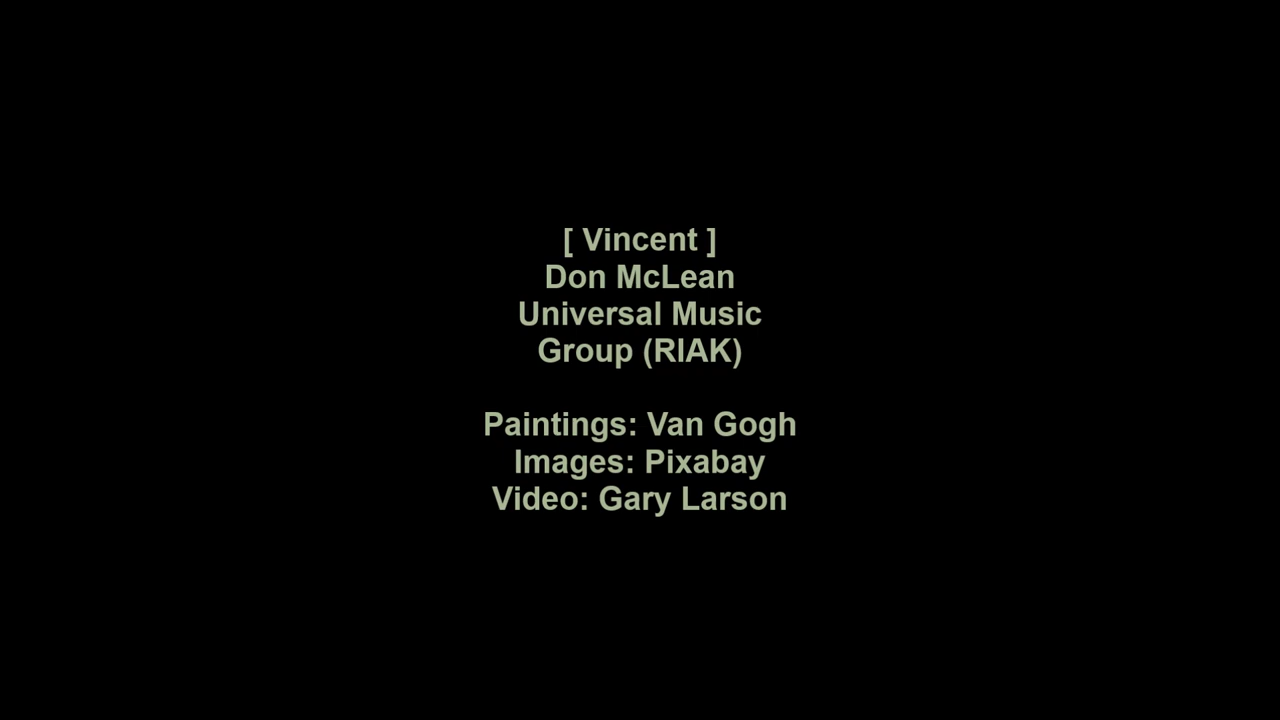 [ Vincent ]
Don McLean
Universal Music
Group (RIAK)
Paintings: Van Gogh
Images: Pixabay
Video: Gary Larson